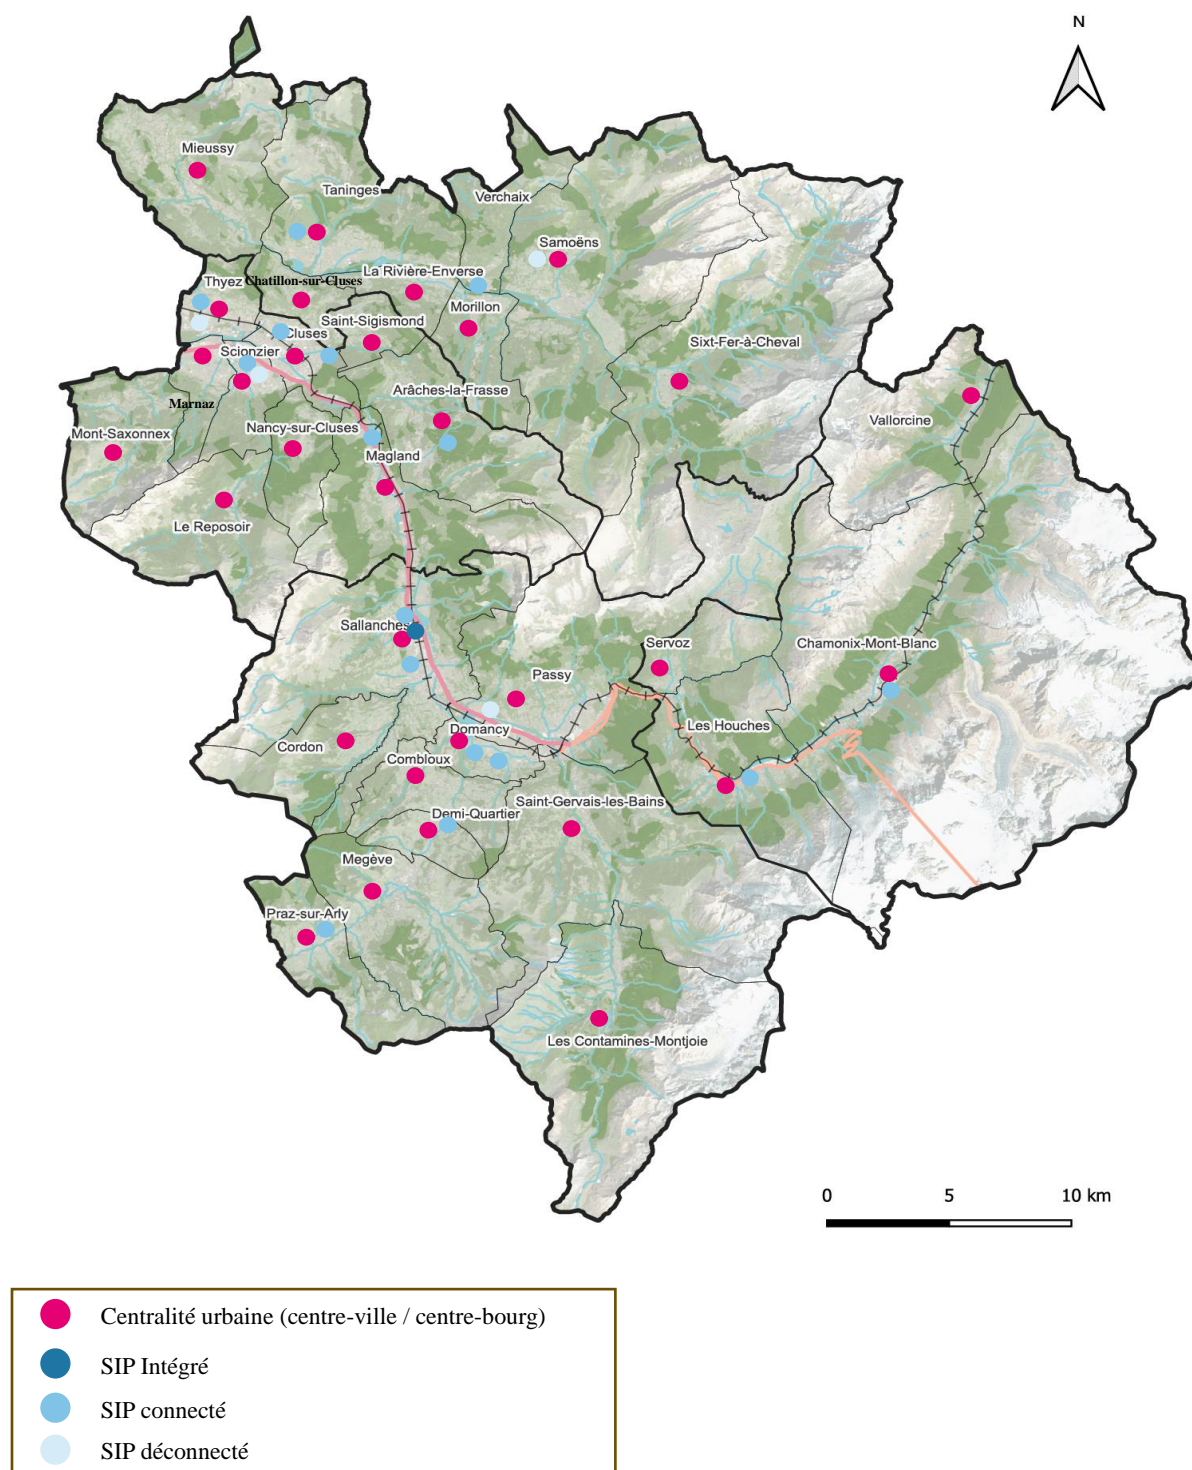 N
Mieussy
Taninges
Verchaix
Samoëns
La Rivière-Enverse
Thyez
Chatillon-sur-Cluses
Morillon
Saint-Sigismond
Cluses
Sixt-Fer-à-Cheval
Scionzier
Arâches-la-Frasse
Marnaz
Vallorcine
Nancy-sur-Cluses
Mont-Saxonnex
Magland
Le Reposoir
Sallanches
Servoz
Chamonix-Mont-Blanc
Passy
Les Houches
Domancy
Cordon
Combloux
Saint-Gervais-les-Bains
Demi-Quartier
Megève
Praz-sur-Arly
Les Contamines-Montjoie
0 5 10 km
Centralité urbaine (centre-ville / centre-bourg)
SIP Intégré
SIP connecté
SIP déconnecté